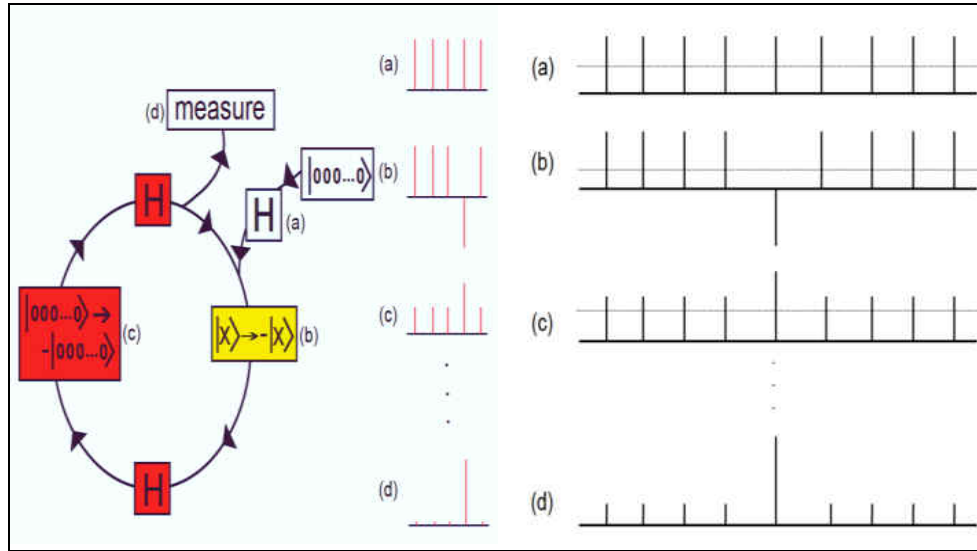 (d) measure
|000...0⟩
H
H
(a)
|000...0⟩→
-|000...0⟩
(c)
|X⟩→-|X⟩ (b)
H
(a)
(b)
(c)
(d)
(a)
(b)
(c)
(d)